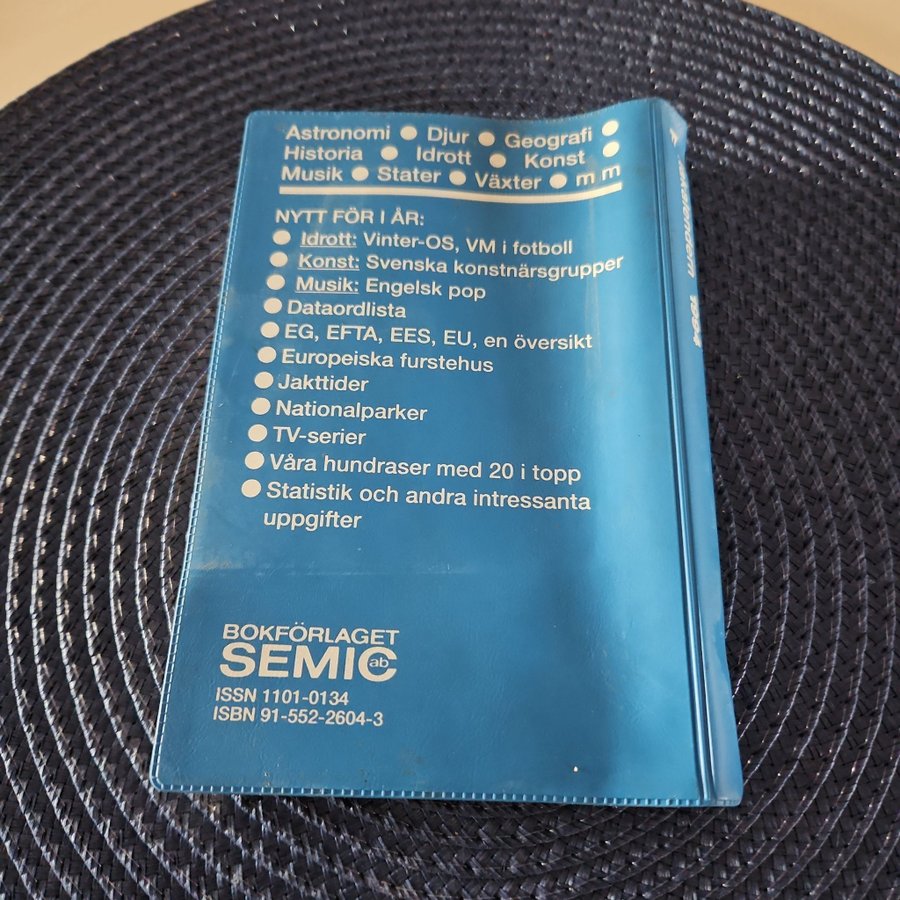 Astronomi ● Djur ● Geografi ●
Historia ● Idrott ● Konst ●
Musik ● Stater ● Växter ● m m
NYTT FÖR I ÅR:
● Idrott: Vinter-OS, VM i fotboll
● Konst: Svenska konstnärsgrupper
● Musik: Engelsk pop
● Dataordlista
● EG, EFTA, EES, EU, en översikt
● Europeiska furstehus
● Jakttider
● Nationalparker
● TV-serier
● Våra hundraser med 20 i topp
● Statistik och andra intressanta
uppgifter
BOKFÖRLAGET
SEMIC ab
ISSN 1101-0134
ISBN 91-552-2604-3
1994